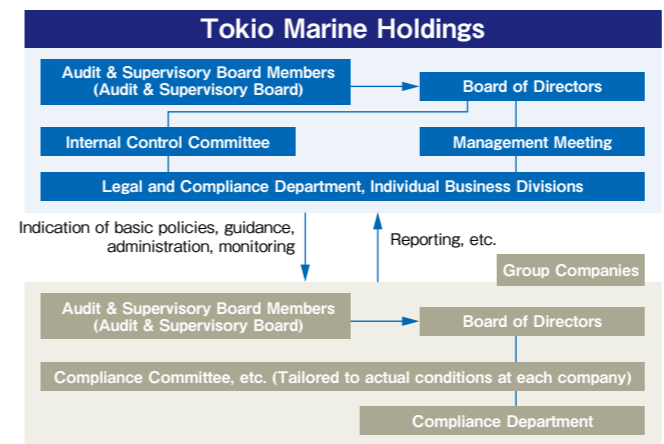 Tokio Marine Holdings
Audit & Supervisory Board Members
(Audit & Supervisory Board)
Board of Directors
Internal Control Committee
Management Meeting
Legal and Compliance Department, Individual Business Divisions
Indication of basic policies, guidance,
administration, monitoring
Reporting, etc.
Group Companies
Audit & Supervisory Board Members
(Audit & Supervisory Board)
Board of Directors
Compliance Committee, etc. (Tailored to actual conditions at each company)
Compliance Department